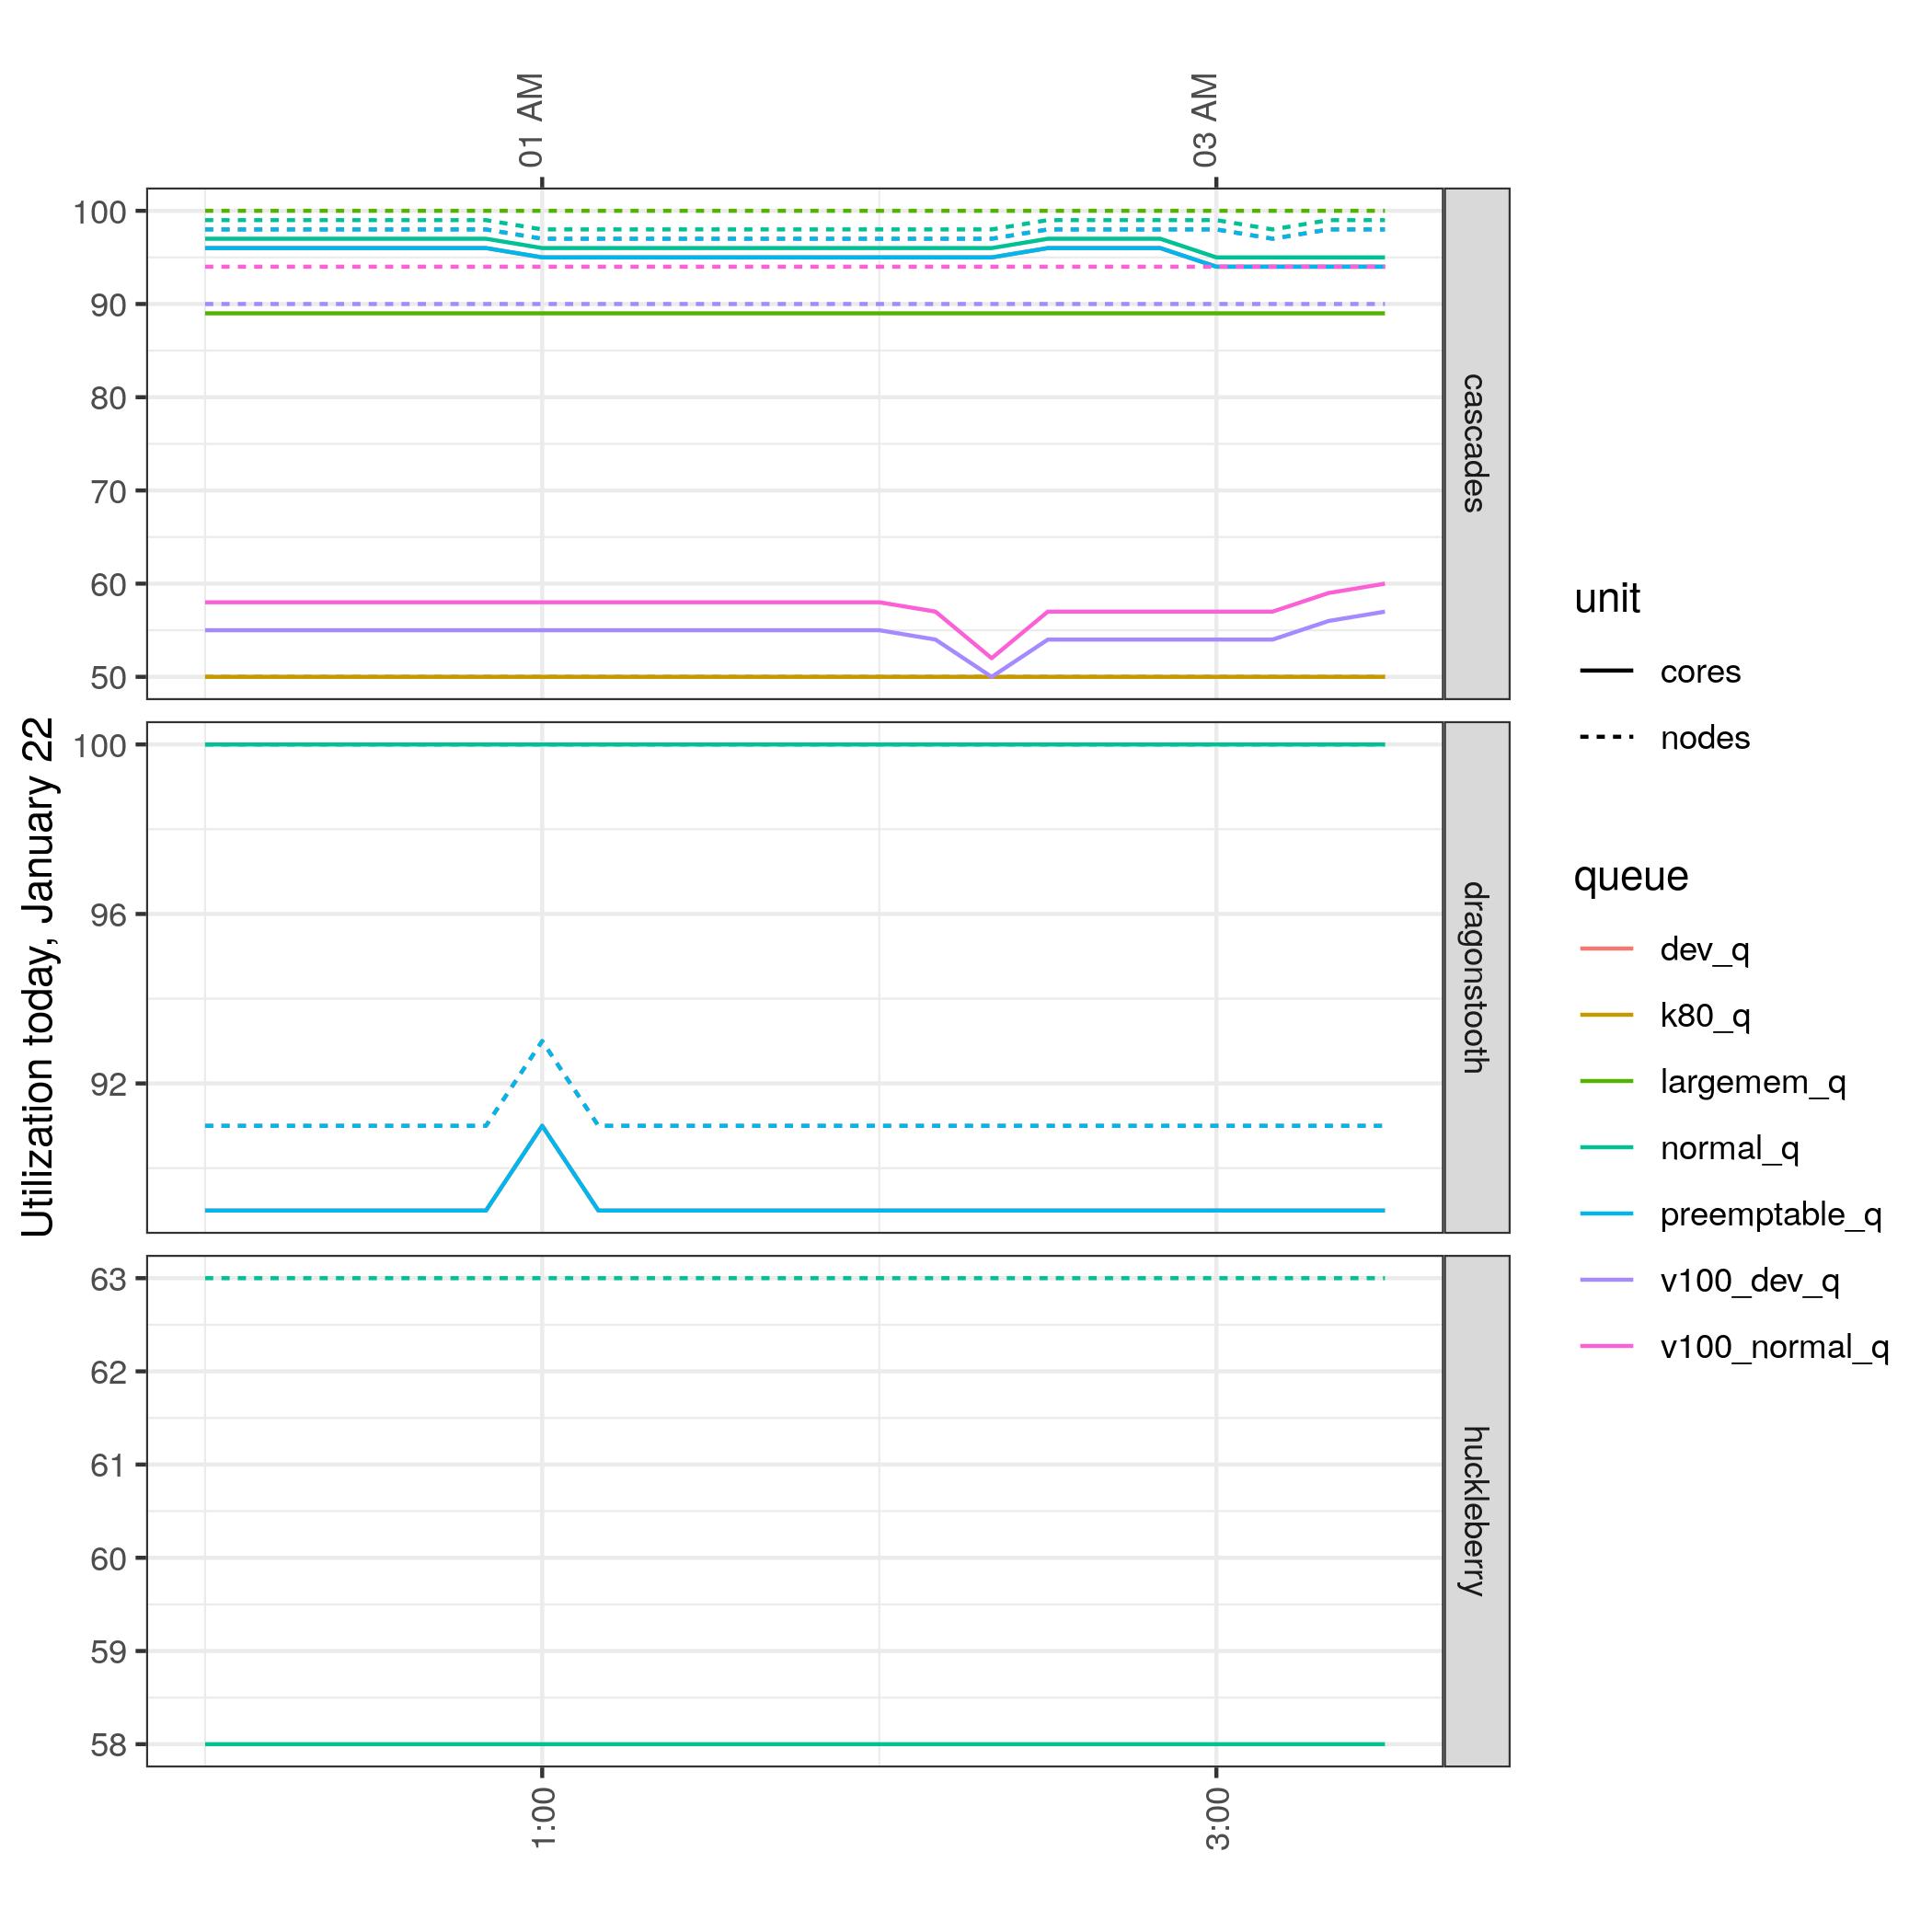 01 AM
03 AM
100
90
80
70
60
50
cascades
100
96
92
dragonstooth
63
62
61
60
59
58
huckleberry
1:00
3:00
Utilization today, January 22
unit
cores
nodes
queue
dev_q
k80_q
largemem_q
normal_q
preemptable_q
v100_dev_q
v100_normal_q